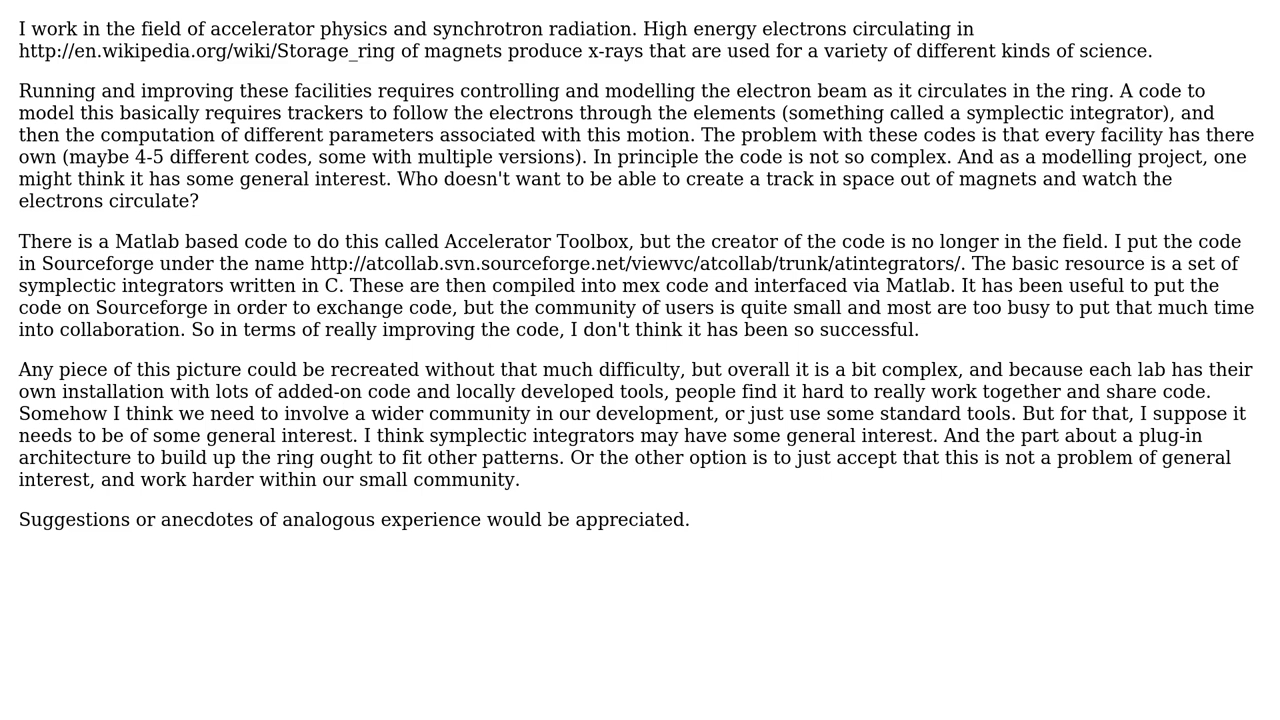 I work in the field of accelerator physics and synchrotron radiation. High energy electrons circulating in
http://en.wikipedia.org/wiki/Storage_ring of magnets produce x-rays that are used for a variety of different kinds of science.
Running and improving these facilities requires controlling and modelling the electron beam as it circulates in the ring. A code to
model this basically requires trackers to follow the electrons through the elements (something called a symplectic integrator), and
then the computation of different parameters associated with this motion. The problem with these codes is that every facility has there
own (maybe 4-5 different codes, some with multiple versions). In principle the code is not so complex. And as a modelling project, one
might think it has some general interest. Who doesn't want to be able to create a track in space out of magnets and watch the
electrons circulate?
There is a Matlab based code to do this called Accelerator Toolbox, but the creator of the code is no longer in the field. I put the code
in Sourceforge under the name http://atcollab.svn.sourceforge.net/viewvc/atcollab/trunk/atintegrators/. The basic resource is a set of
symplectic integrators written in C. These are then compiled into mex code and interfaced via Matlab. It has been useful to put the
code on Sourceforge in order to exchange code, but the community of users is quite small and most are too busy to put that much time
into collaboration. So in terms of really improving the code, I don't think it has been so successful.
Any piece of this picture could be recreated without that much difficulty, but overall it is a bit complex, and because each lab has their
own installation with lots of added-on code and locally developed tools, people find it hard to really work together and share code.
Somehow I think we need to involve a wider community in our development, or just use some standard tools. But for that, I suppose it
needs to be of some general interest. I think symplectic integrators may have some general interest. And the part about a plug-in
architecture to build up the ring ought to fit other patterns. Or the other option is to just accept that this is not a problem of general
interest, and work harder within our small community.
Suggestions or anecdotes of analogous experience would be appreciated.